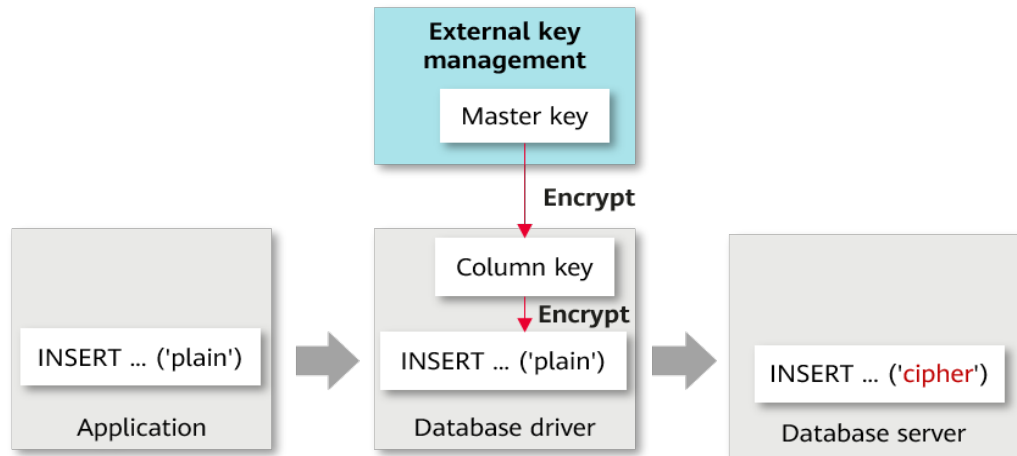 External key
management
Master key
Encrypt
Column key
Encrypt
INSERT ... ('plain')
INSERT ... ('plain')
INSERT ... ('cipher')
Application
Database driver
Database server